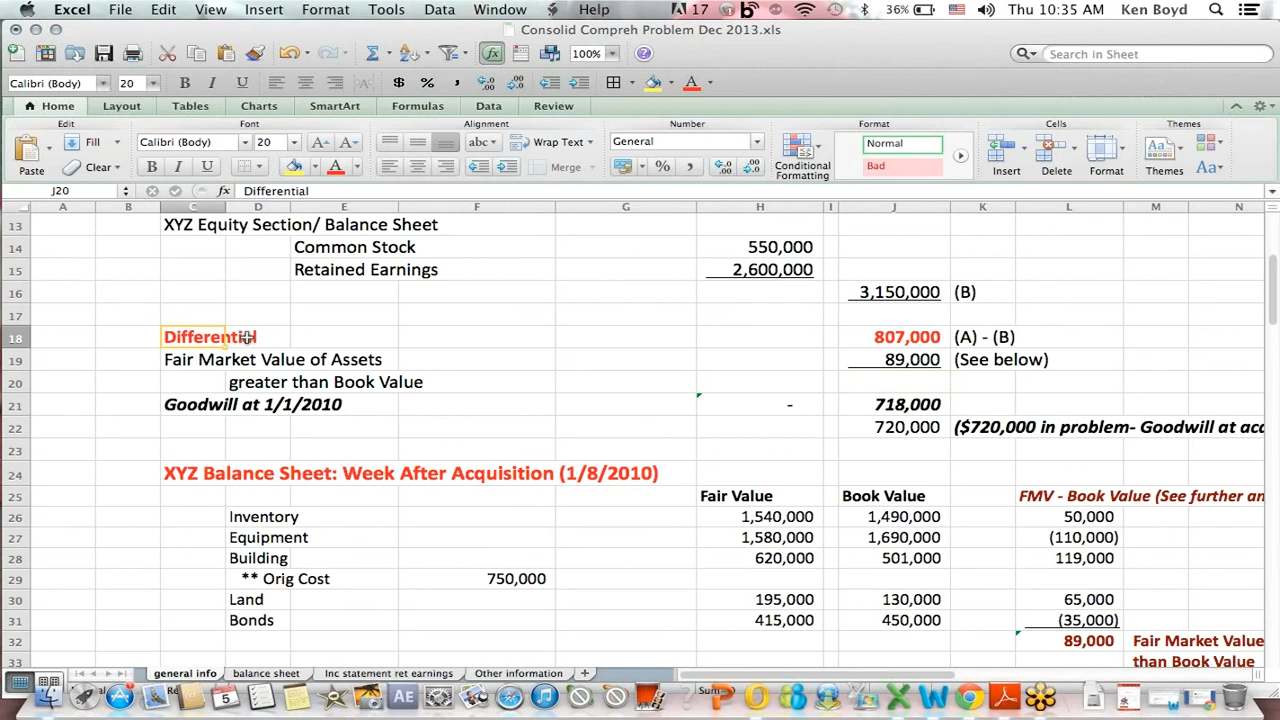 Excel File Edit View Insert Format Tools Data Window Help 17 36% Thu 10:35 AM Ken Boyd
Consolid Compreh Problem Dec 2013.xls
100% Search in Sheet
Calibri (Body) 20 B I U $ %
Home Layout Tables Charts SmartArt Formulas Data Review
Edit Font Alignment Number Format Cells Themes
Fill Calibri (Body) 20 A A abc Wrap Text General Normal
Paste Clear B I U A Merge % Bad Conditional Formatting Insert Delete Format Themes Aa
J20 fx Differential
A B C D E F G H I J K L M N
13 XYZ Equity Section/ Balance Sheet
14 Common Stock 550,000
15 Retained Earnings 2,600,000
16 3,150,000 (B)
17
18 Differential 807,000 (A) - (B)
19 Fair Market Value of Assets 89,000 (See below)
20 greater than Book Value
21 Goodwill at 1/1/2010 - 718,000
22 720,000 ($720,000 in problem- Goodwill at acq
23
24 XYZ Balance Sheet: Week After Acquisition (1/8/2010)
25 Fair Value Book Value FMV - Book Value (See further an
26 Inventory 1,540,000 1,490,000 50,000
27 Equipment 1,580,000 1,690,000 (110,000)
28 Building 620,000 501,000 119,000
29 ** Orig Cost 750,000
30 Land 195,000 130,000 65,000
31 Bonds 415,000 450,000 (35,000)
32 89,000 Fair Market Value
33 than Book Value
general info balance sheet Inc statement ret earnings Other information
Sum